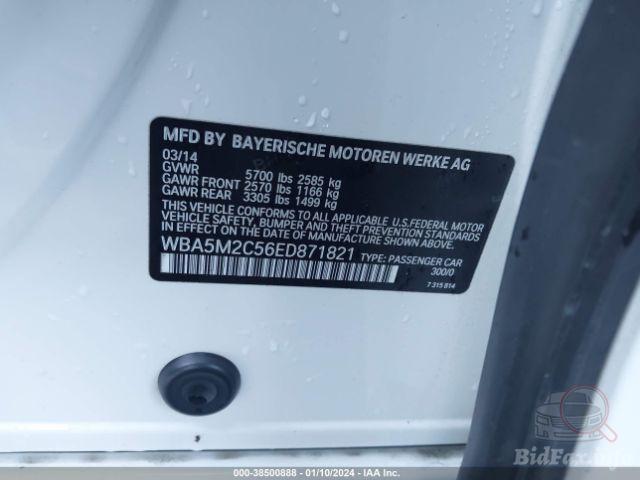 MFD BY BAYERISCHE MOTOREN WERKE AG
03/14
GVWR 5700 lbs 2585 kg
GAWR FRONT 2570 lbs 1166 kg
GAWR REAR 3305 lbs 1499 kg
THIS VEHICLE CONFORMS TO ALL APPLICABLE U.S.FEDERAL MOTOR
VEHICLE SAFETY, BUMPER AND THEFT PREVENTION STANDARDS
IN EFFECT ON THE DATE OF MANUFACTURE SHOWN ABOVE.
WBA5M2C56ED871821 TYPE: PASSENGER CAR
300/0
7 315 814
BidFax.info
© - 38500888 - 01/10/2024 - IAA Inc.